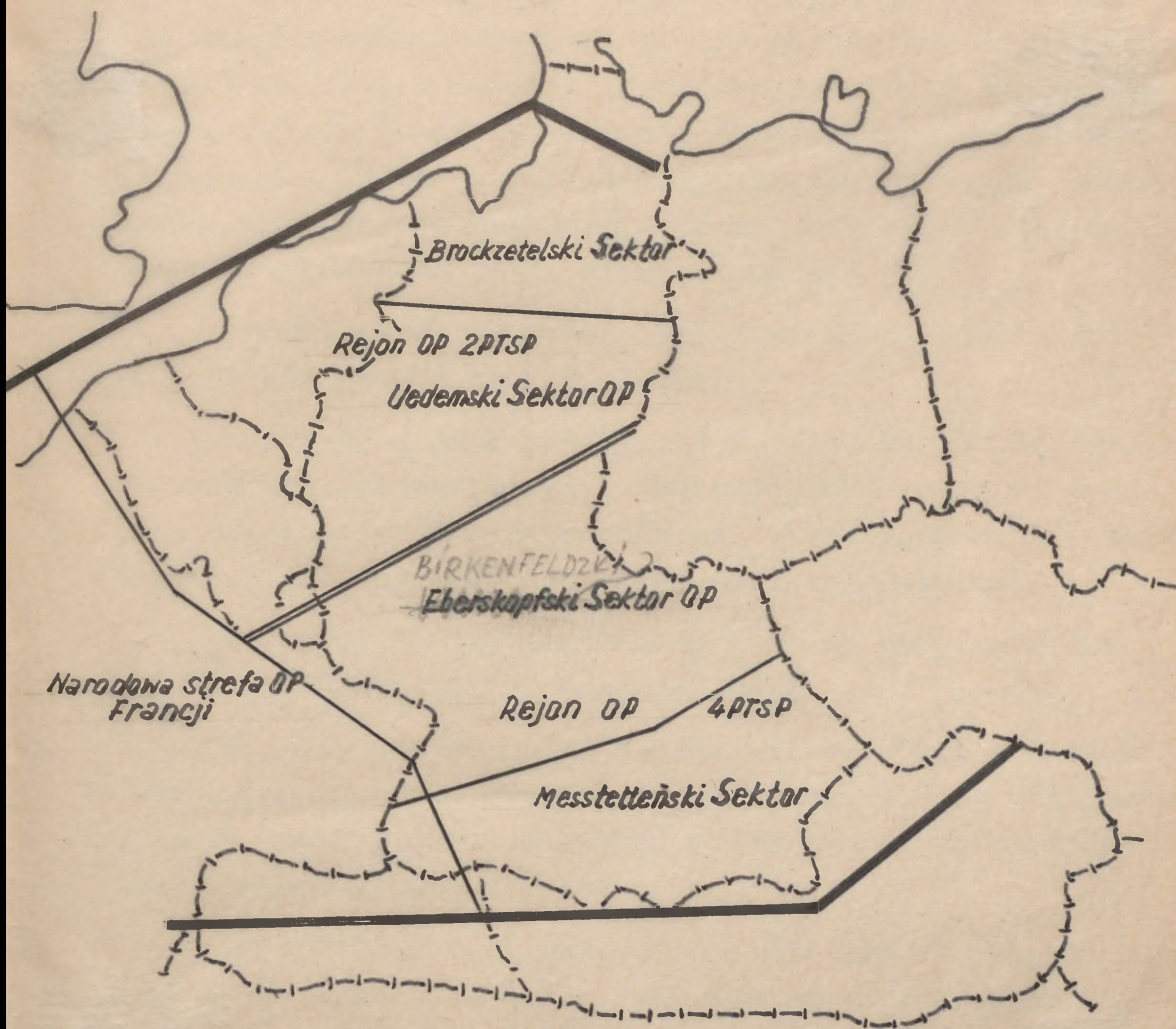 Brockzetelski Sektor
Rejon OP 2PTSP
Uedemski Sektor OP
BIRKENFELDZKI
Eberskopfski Sektor OP
Narodowa strefa OP
Francji
Rejon OP 4PTSP
Messtetteński Sektor